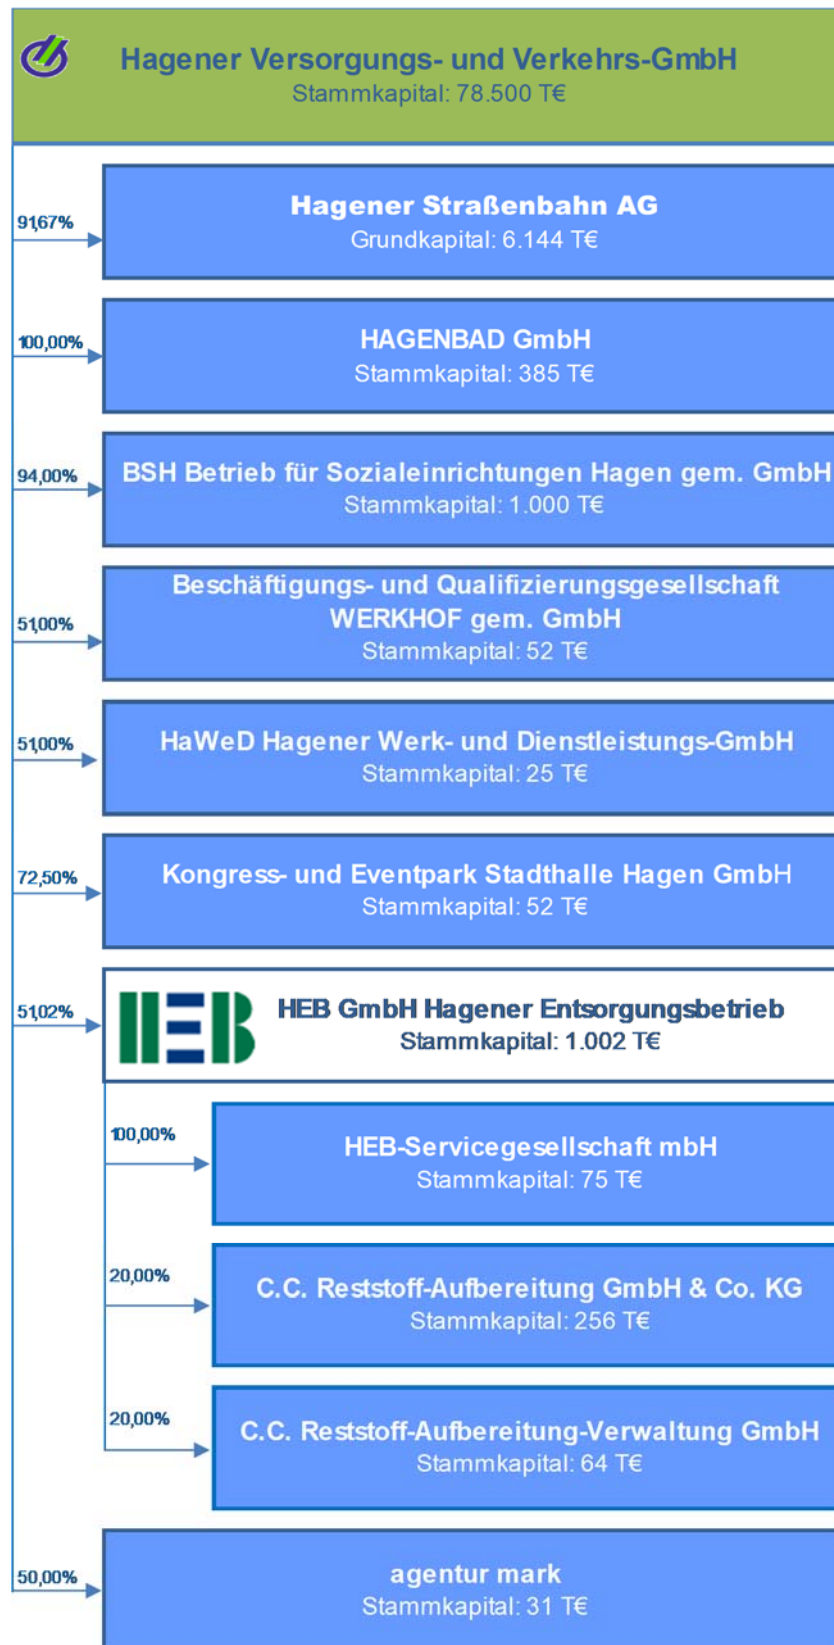 Hagener Versorgungs- und Verkehrs-GmbH
Stammkapital: 78.500 T€
91,67%
Hagener Straßenbahn AG
Grundkapital: 6.144 T€
100,00%
HAGENBAD GmbH
Stammkapital: 385 T€
94,00%
BSH Betrieb für Sozialeinrichtungen Hagen gem. GmbH
Stammkapital: 1.000 T€
51,00%
Beschäftigungs- und Qualifizierungsgesellschaft
WERKHOF gem. GmbH
Stammkapital: 52 T€
51,00%
HaWeD Hagener Werk- und Dienstleistungs-GmbH
Stammkapital: 25 T€
72,50%
Kongress- und Eventpark Stadthalle Hagen GmbH
Stammkapital: 52 T€
51,02%
HEB
HEB GmbH Hagener Entsorgungsbetrieb
Stammkapital: 1.002 T€
100,00%
HEB-Servicegesellschaft mbH
Stammkapital: 75 T€
20,00%
C.C. Reststoff-Aufbereitung GmbH & Co. KG
Stammkapital: 256 T€
20,00%
C.C. Reststoff-Aufbereitung-Verwaltung GmbH
Stammkapital: 64 T€
50,00%
agentur mark
Stammkapital: 31 T€